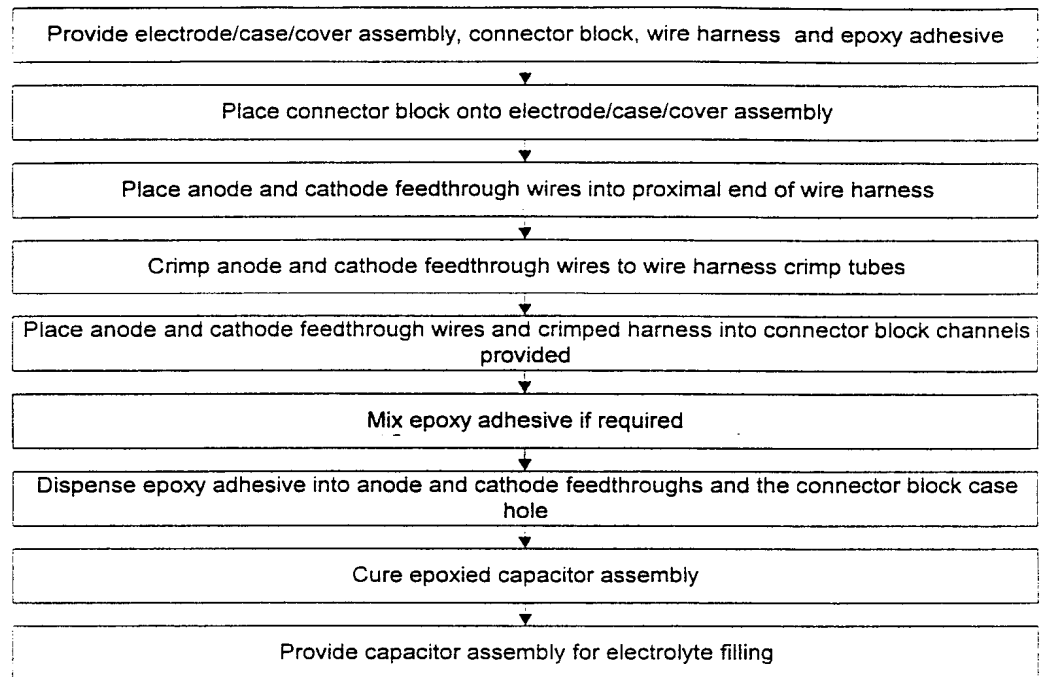 Provide electrode/case/cover assembly, connector block, wire harness and epoxy adhesive
Place connector block onto electrode/case/cover assembly
Place anode and cathode feedthrough wires into proximal end of wire harness
Crimp anode and cathode feedthrough wires to wire harness crimp tubes
Place anode and cathode feedthrough wires and crimped harness into connector block channels
provided
Mix epoxy adhesive if required
Dispense epoxy adhesive into anode and cathode feedthroughs and the connector block case
hole
Cure epoxied capacitor assembly
Provide capacitor assembly for electrolyte filling